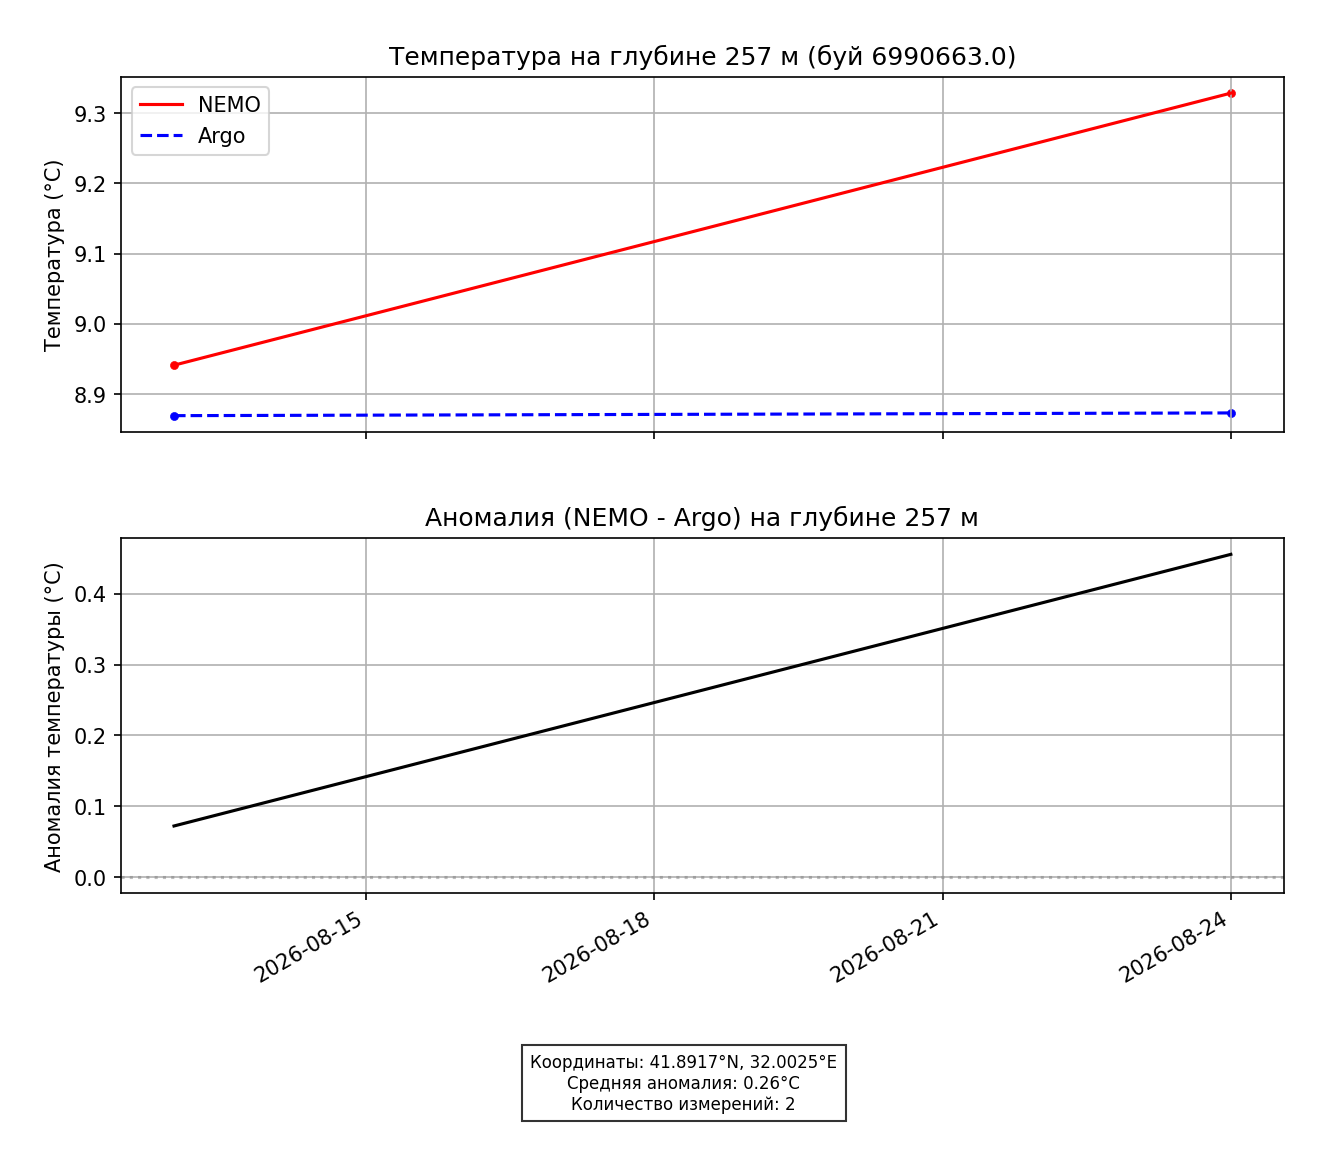 Температура на глубине 257 м (буй 6990663.0)
NEMO
Argo
Температура (°C)
9.3
9.2
9.1
9.0
8.9
Аномалия (NEMO - Argo) на глубине 257 м
Аномалия температуры (°C)
0.4
0.3
0.2
0.1
0.0
2026-08-15
2026-08-18
2026-08-21
2026-08-24
Координаты: 41.8917°N, 32.0025°E
Средняя аномалия: 0.26°C
Количество измерений: 2